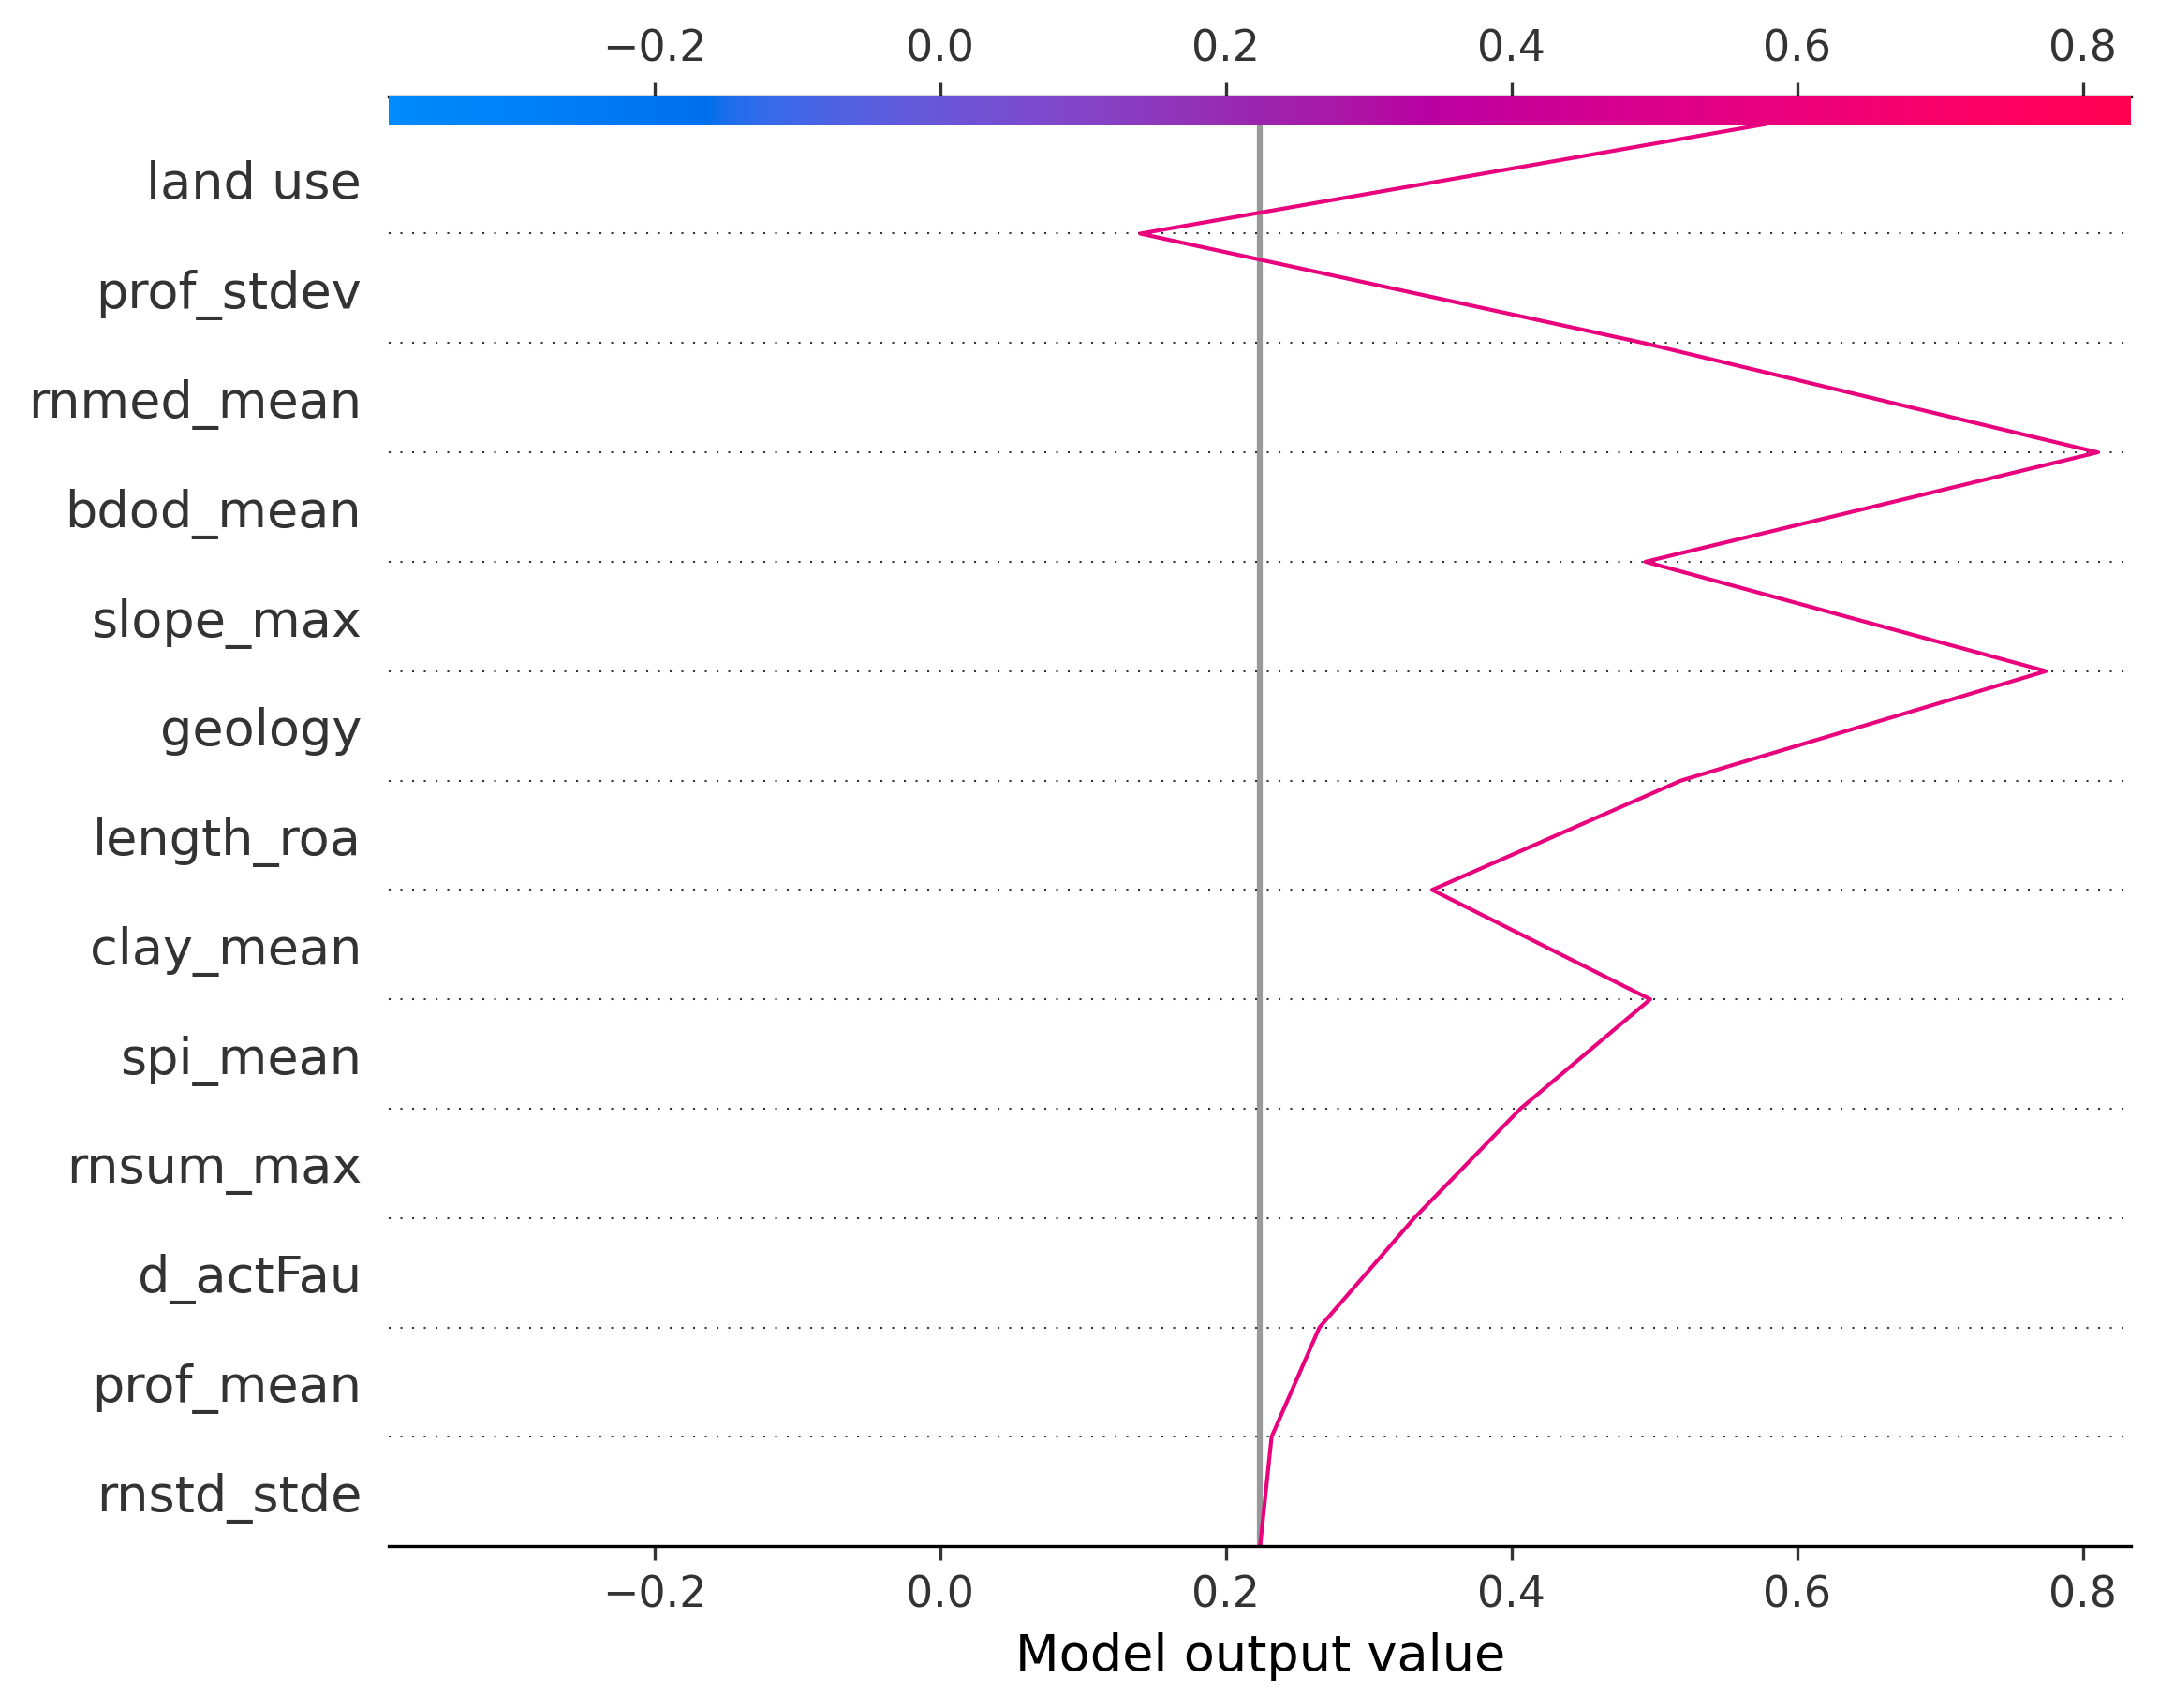 −0.2 0.0 0.2 0.4 0.6 0.8
land use
prof_stdev
rnmed_mean
bdod_mean
slope_max
geology
length_roa
clay_mean
spi_mean
rnsum_max
d_actFau
prof_mean
rnstd_stde
−0.2 0.0 0.2 0.4 0.6 0.8
Model output value